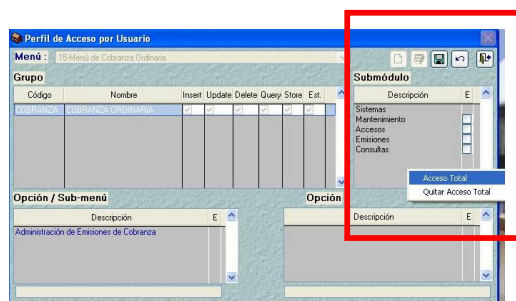 Perfil de Acceso por Usuario
Menú : 15-Menú de Cobranza Ordinaria
Grupo
Submódulo
Código Nombre Insert Update Delete Query Store Est.
Descripción E
COBRANZA COBRANZA ORDINARIA
Sistemas
Mantenimiento
Accesos
Emisiones
Consultas
Acceso Total
Quitar Acceso Total
Opción / Sub-menú
Opción
Descripción E
Descripción E
Administración de Emisiones de Cobranza